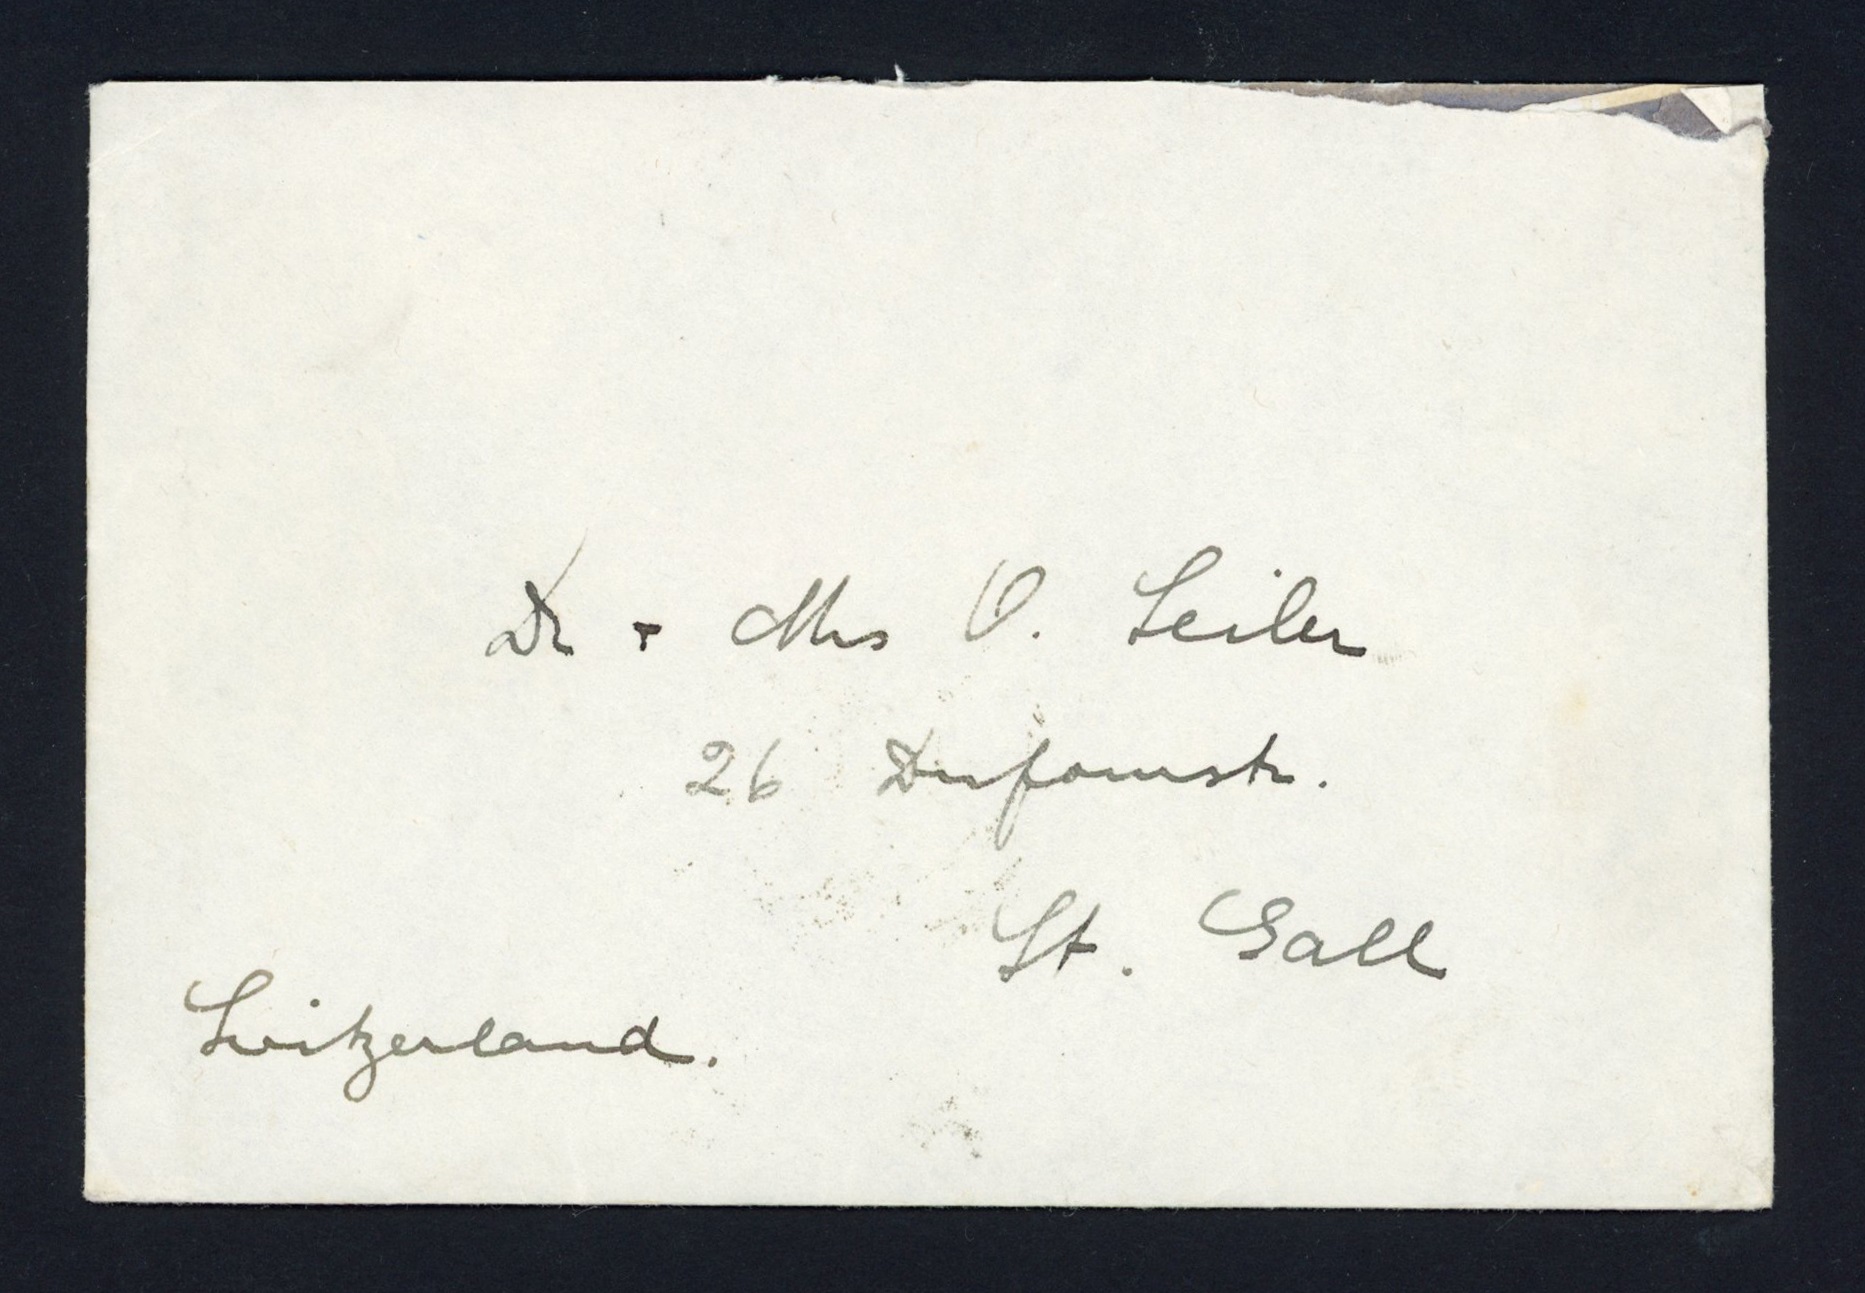 Dr + Mrs O. Seiler
26 Dufourstr.
St. Gall
Switzerland.